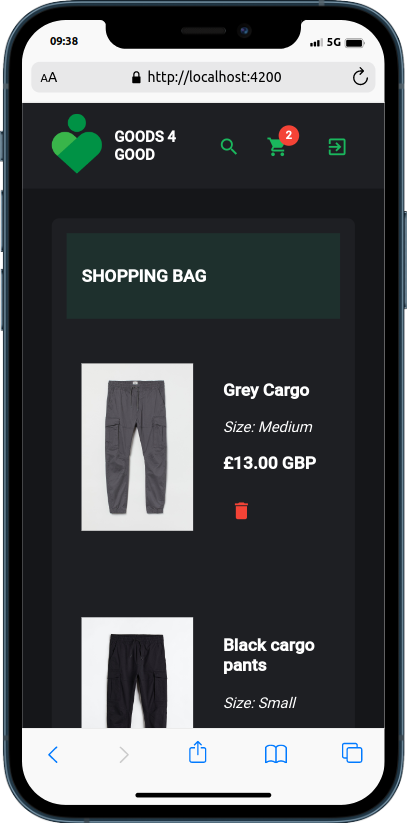 09:38
5G
AA
http://localhost:4200
GOODS 4
GOOD
2
SHOPPING BAG
Grey Cargo
Size: Medium
£13.00 GBP
Black cargo
pants
Size: Small